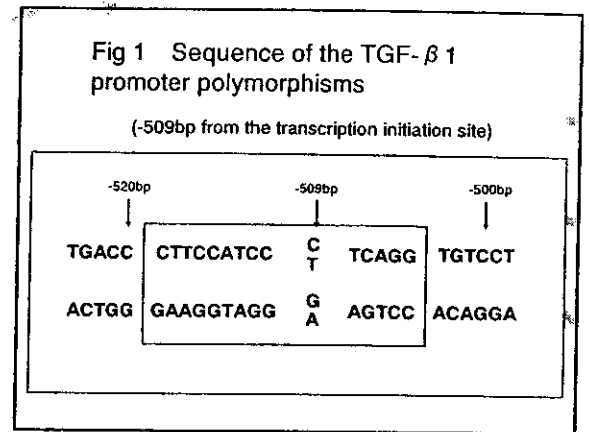 Fig 1 Sequence of the TGF-β1
promoter polymorphisms
(-509bp from the transcription initiation site)
-520bp -509bp -500bp
TGACC CTTCCATCC C/T TCAGG TGTCCT
ACTGG GAAGGTAGG G/A AGTCC ACAGGA